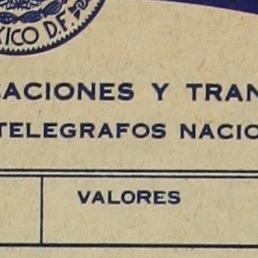 XICO D.F.
CACIONES Y TRAN
TELEGRAFOS NACIO
VALORES